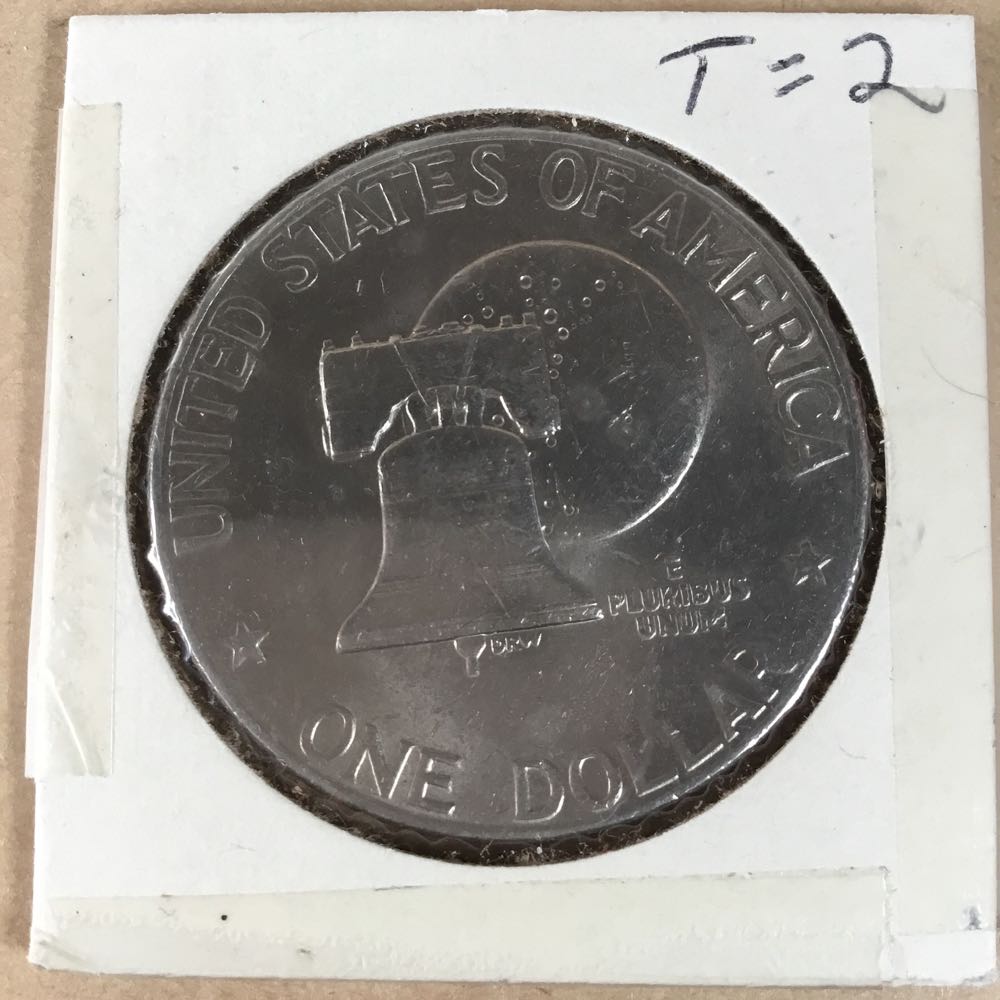 T=2
UNITED STATES OF AMERICA
E
PLURIBUS
UNUM
DRW
ONE DOLLAR